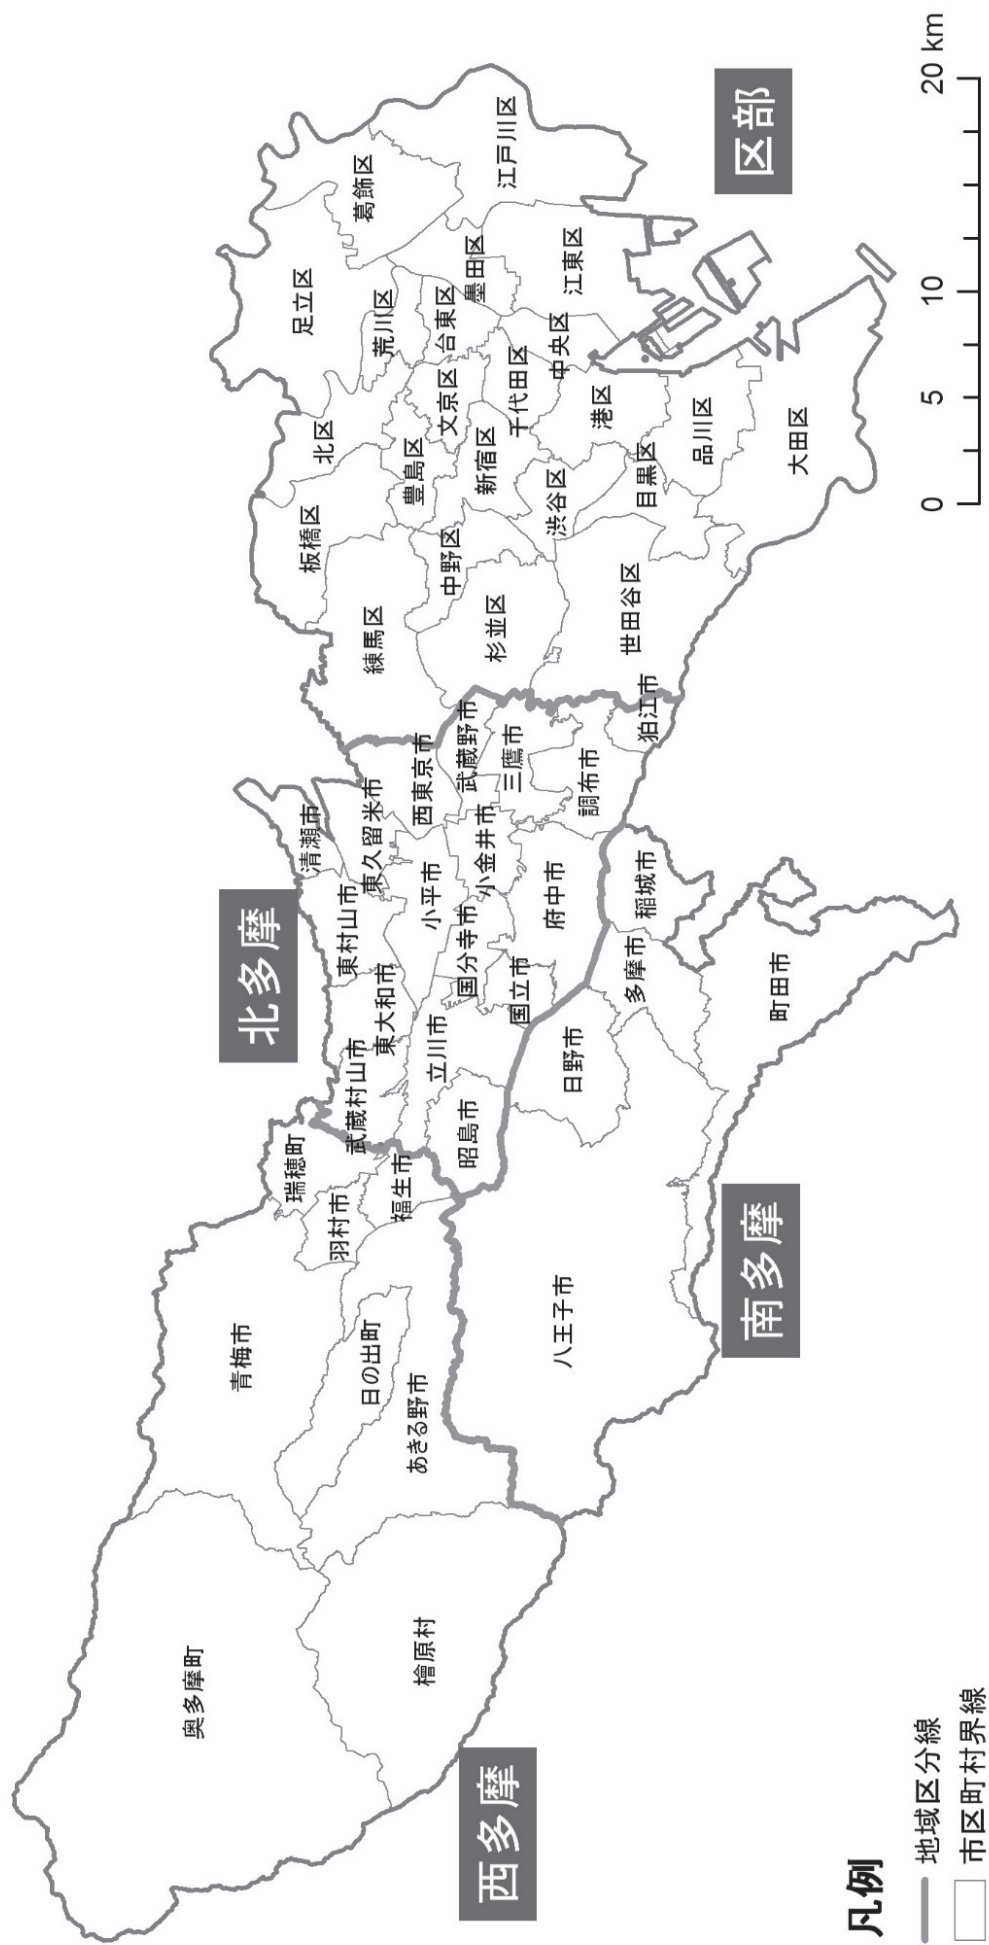 北多摩
西多摩
南多摩
区部
奥多摩町
檜原村
青梅市
日の出町
あきる野市
瑞穂町
羽村市
福生市
八王子市
武蔵村山市
東大和市
東村山市
清瀬市
東久留米市
西東京市
小平市
立川市
昭島市
国分寺市
国立市
小金井市
武蔵野市
三鷹市
府中市
調布市
狛江市
日野市
多摩市
稲城市
町田市
練馬区
板橋区
北区
足立区
葛飾区
荒川区
豊島区
中野区
杉並区
文京区
台東区
墨田区
江戸川区
新宿区
千代田区
中央区
江東区
渋谷区
港区
世田谷区
目黒区
品川区
大田区
凡例
地域区分線
市区町村界線
0 5 10 20 km